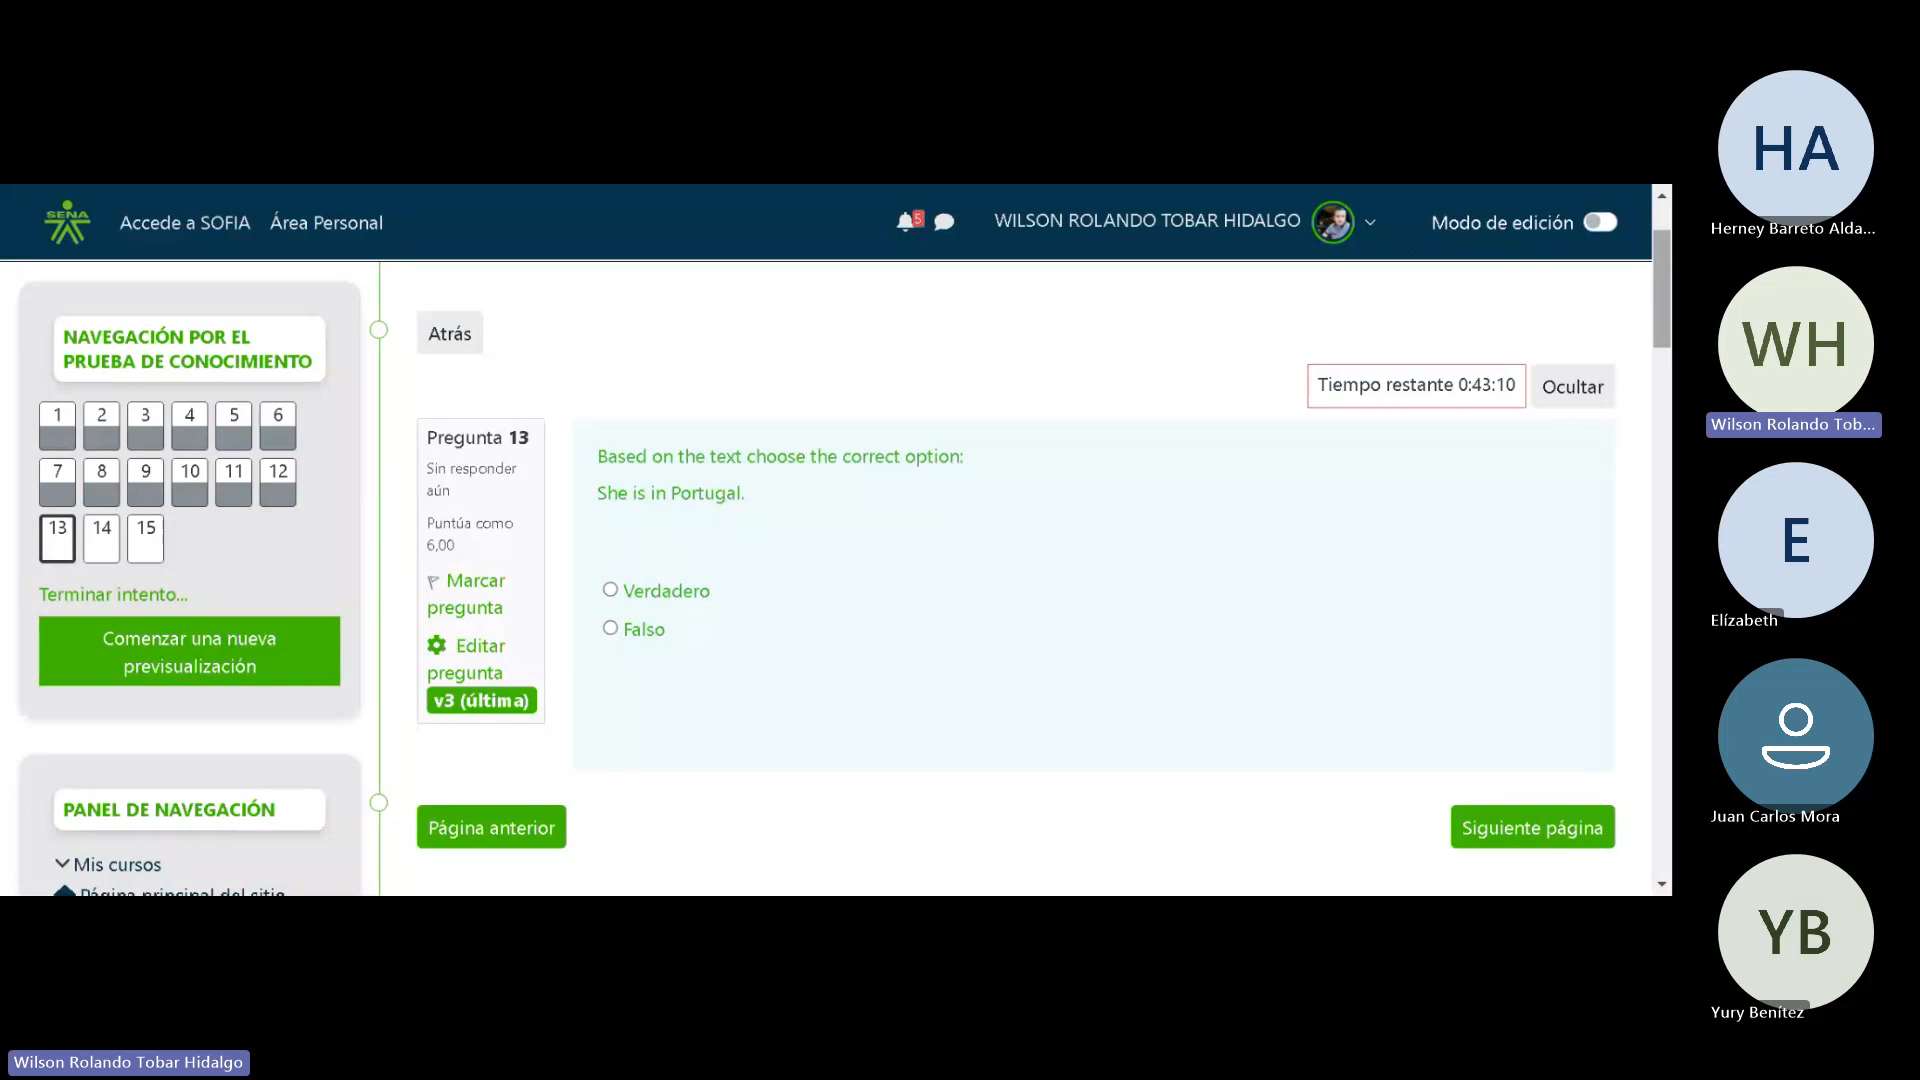 SENA
Accede a SOFIA
Área Personal
5
WILSON ROLANDO TOBAR HIDALGO
Modo de edición
NAVEGACIÓN POR EL
PRUEBA DE CONOCIMIENTO
1 2 3 4 5 6
7 8 9 10 11 12
13 14 15
Terminar intento...
Comenzar una nueva
previsualización
PANEL DE NAVEGACIÓN
Mis cursos
Página principal del sitio
Atrás
Tiempo restante 0:43:10
Ocultar
Pregunta 13
Sin responder
aún
Puntúa como
6,00
Marcar
pregunta
Editar
pregunta
v3 (última)
Based on the text choose the correct option:
She is in Portugal.
Verdadero
Falso
Página anterior
Siguiente página
HA
Herney Barreto Alda...
WH
Wilson Rolando Tob...
E
Elízabeth
Juan Carlos Mora
YB
Yury Benítez
Wilson Rolando Tobar Hidalgo